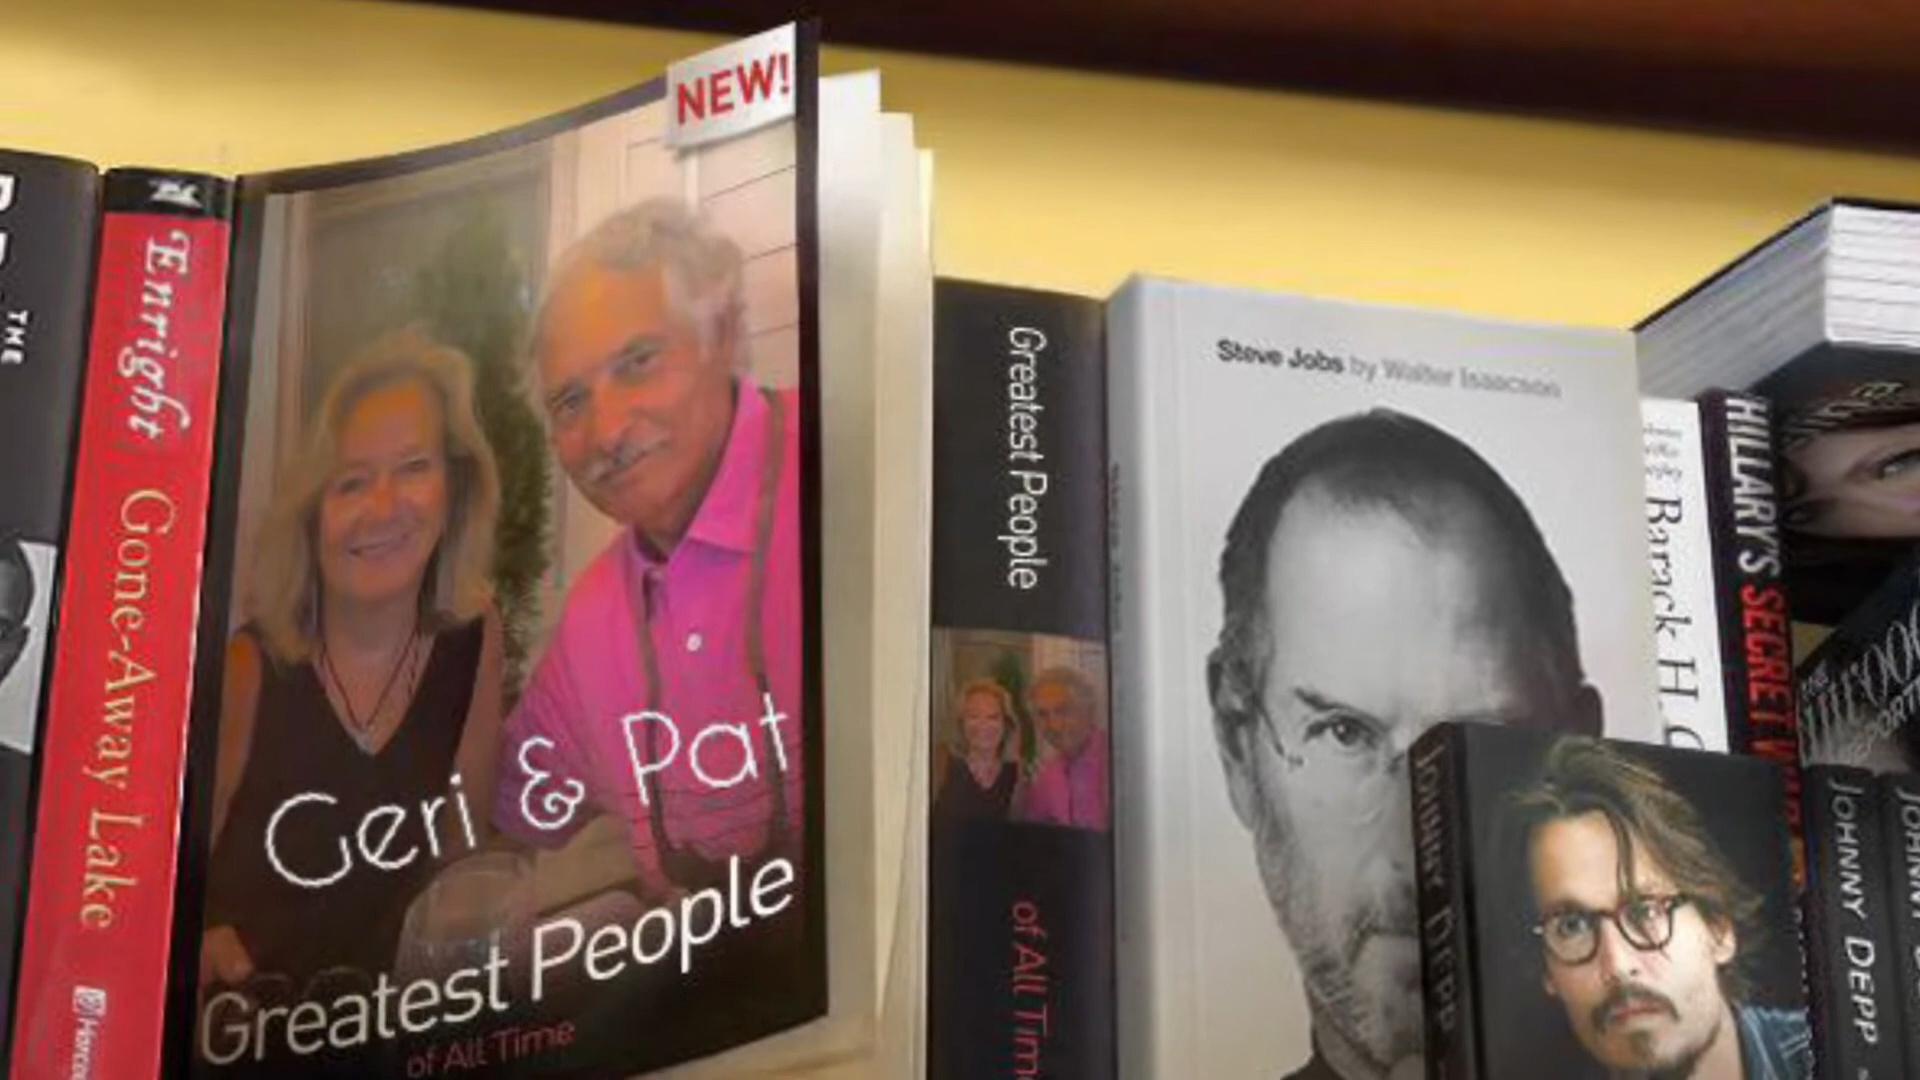 THE
Enright Gone-Away Lake
NEW!
Geri & Pat
Greatest People
of All Time
Greatest People
of All Time
Steve Jobs by Walter Isaacson
JOHNNY DEPP
Barack H.
HILLARY'S SECRET
JOHNNY DEPP
JOHNNY